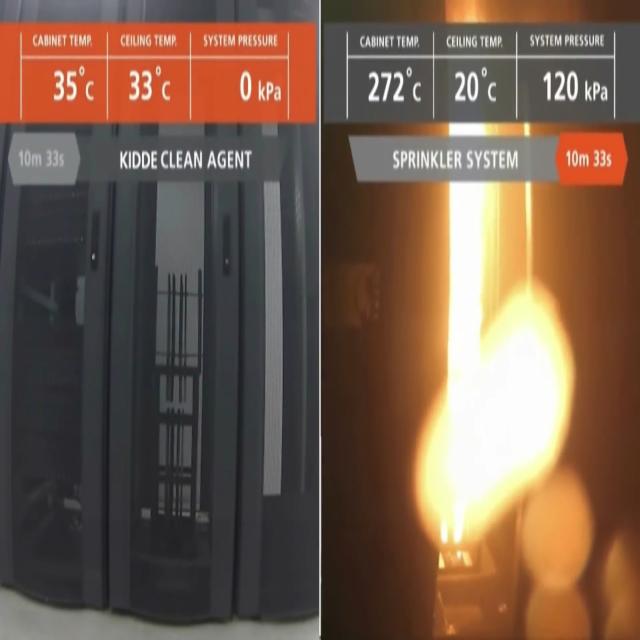 CABINET TEMP. CEILING TEMP. SYSTEM PRESSURE
35°C 33°C 0 kPa
10m 33s KIDDE CLEAN AGENT
CABINET TEMP. CEILING TEMP. SYSTEM PRESSURE
272°C 20°C 120 kPa
SPRINKLER SYSTEM 10m 33s